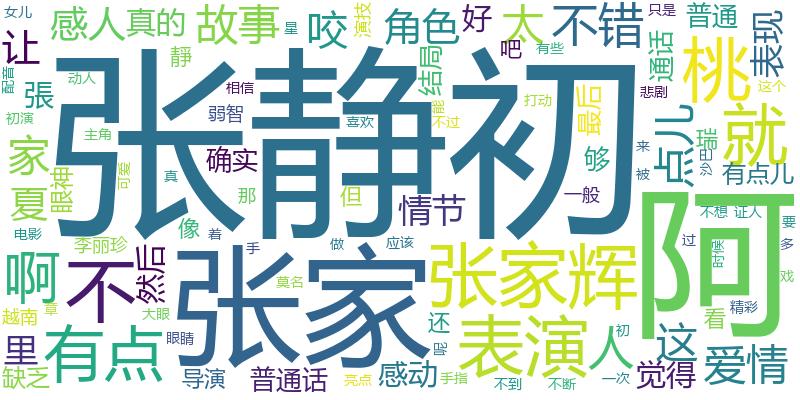 女儿
感人
真的
星
故事
演技
咬
角色
好
太
有些
不错
普通
让
配音
張
动人
靜
弱智
相信
结局
吧
能
打动
最后
通话
表现
悲剧
只是
这个
桃
张静初
初演
主角
可爱
喜欢
不过
够
点儿
瑞
就
沙巴
家
夏
眼神
真
确实
那
但
情节
一般
来
被
有点儿
电影
李丽珍
像
着
手
做
应该
不想
证人
要
啊
不
然后
张家
莫名
张家辉
阿
过
时候
多
戏
越南
章
大眼
还
初
这
看
精彩
里
有点
眼睛
呢
表演
人
缺乏
导演
普通话
亮点
感动
手指
不到
不断
一次
觉得
爱情